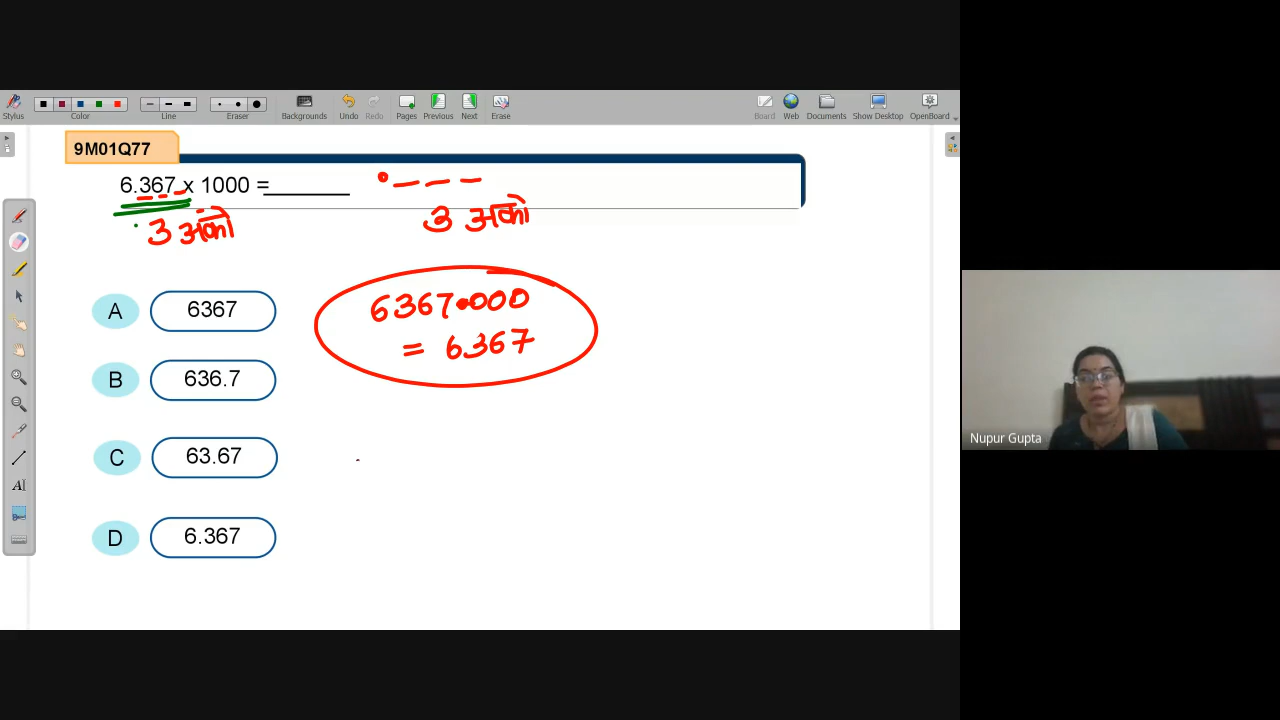 Stylus Color Line Eraser Backgrounds Undo Redo Pages Previous Next Erase Board Web Documents Show Desktop OpenBoard
9M01Q77
6.367 x 1000 =_______
3 अंकों
3 अंकों
A 6367
6367.000
= 6367
B 636.7
C 63.67
D 6.367
Nupur Gupta